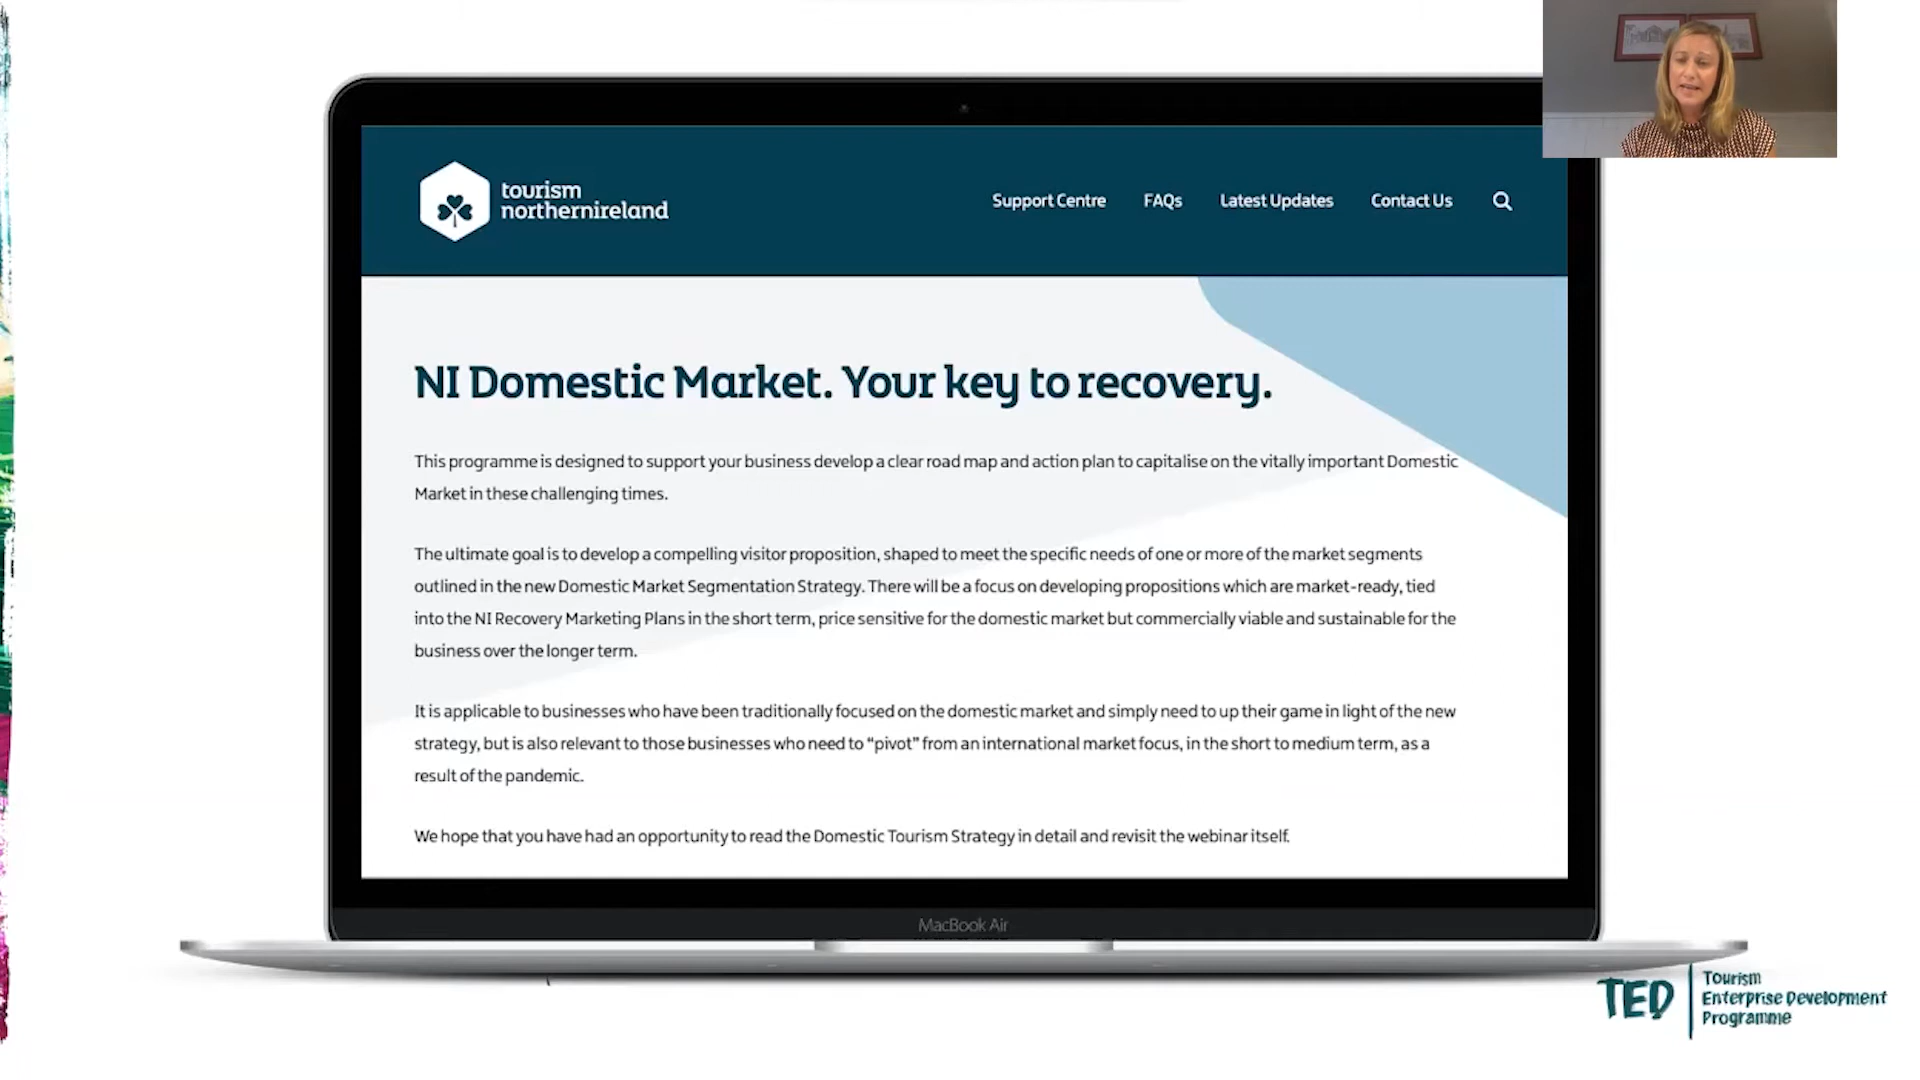 tourism
northernireland
Support Centre FAQs Latest Updates Contact Us
NI Domestic Market. Your key to recovery.
This programme is designed to support your business develop a clear road map and action plan to capitalise on the vitally important Domestic
Market in these challenging times.
The ultimate goal is to develop a compelling visitor proposition, shaped to meet the specific needs of one or more of the market segments
outlined in the new Domestic Market Segmentation Strategy. There will be a focus on developing propositions which are market-ready, tied
into the NI Recovery Marketing Plans in the short term, price sensitive for the domestic market but commercially viable and sustainable for the
business over the longer term.
It is applicable to businesses who have been traditionally focused on the domestic market and simply need to up their game in light of the new
strategy, but is also relevant to those businesses who need to “pivot” from an international market focus, in the short to medium term, as a
result of the pandemic.
We hope that you have had an opportunity to read the Domestic Tourism Strategy in detail and revisit the webinar itself.
MacBook Air
TED
Tourism
Enterprise Development
Programme